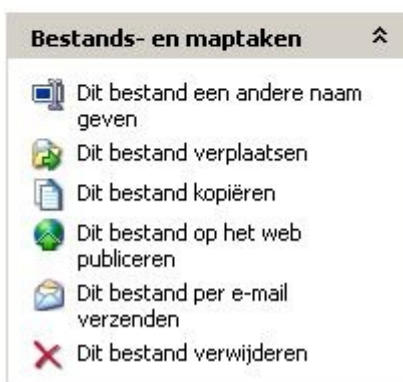 Bestands- en maptaken
Dit bestand een andere naam
geven
Dit bestand verplaatsen
Dit bestand kopiëren
Dit bestand op het web
publiceren
Dit bestand per e-mail
verzenden
Dit bestand verwijderen